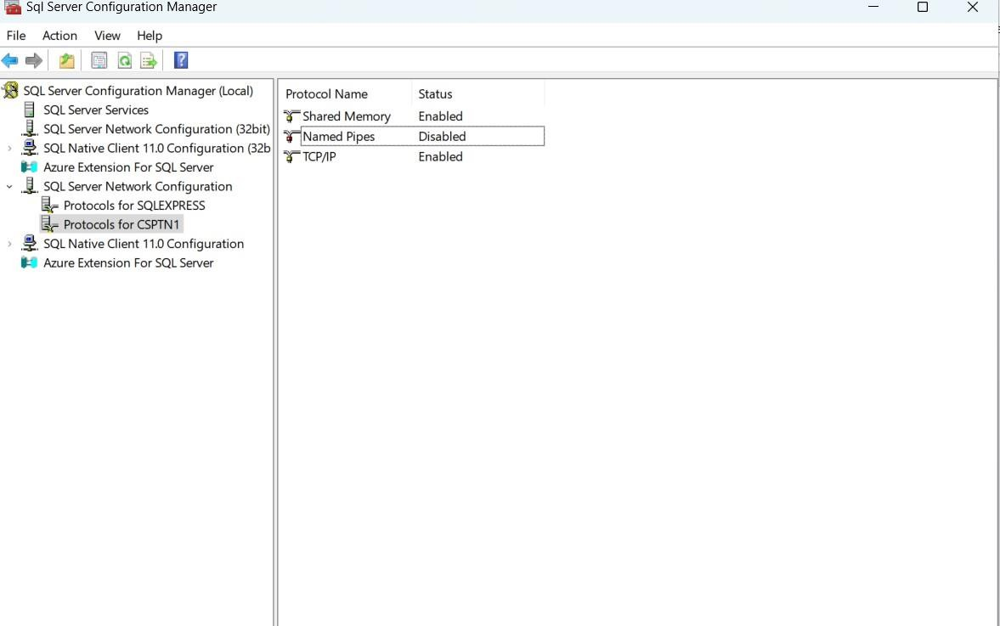 Sql Server Configuration Manager
File Action View Help
SQL Server Configuration Manager (Local)
SQL Server Services
SQL Server Network Configuration (32bit)
SQL Native Client 11.0 Configuration (32b
Azure Extension For SQL Server
SQL Server Network Configuration
Protocols for SQLEXPRESS
Protocols for CSPTN1
SQL Native Client 11.0 Configuration
Azure Extension For SQL Server
Protocol Name Status
Shared Memory Enabled
Named Pipes Disabled
TCP/IP Enabled